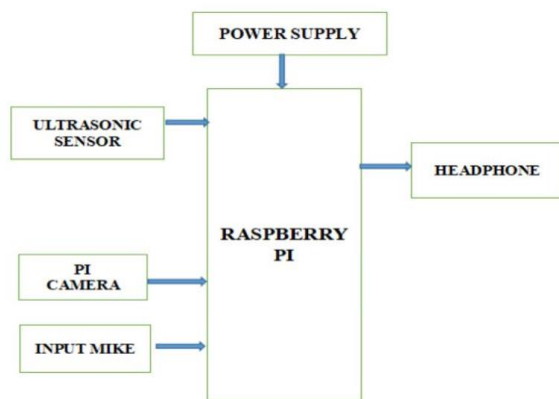 POWER SUPPLY
ULTRASONIC
SENSOR
HEADPHONE
RASPBERRY
PI
PI
CAMERA
INPUT MIKE